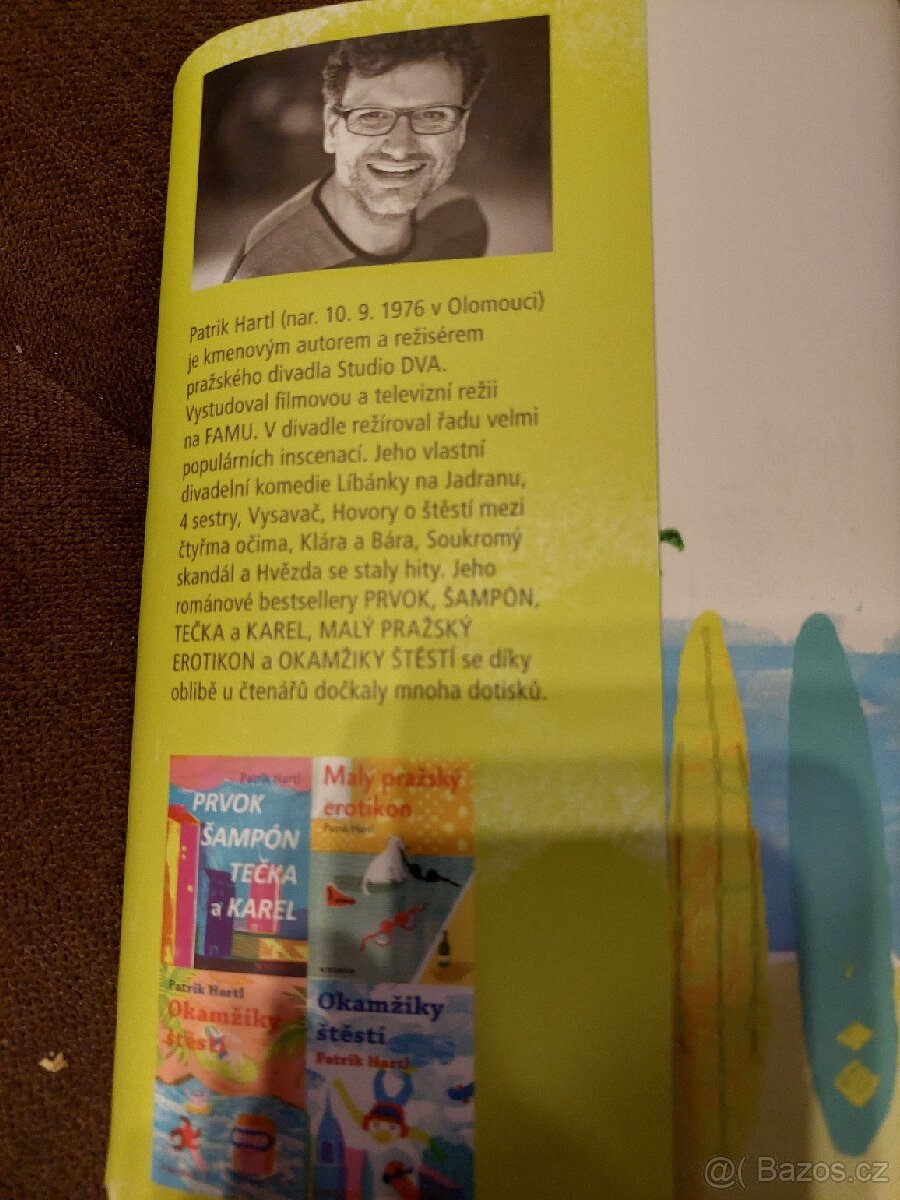 Patrik Hartl (nar. 10. 9. 1976 v Olomouci)
je kmenovým autorem a režisérem
pražského divadla Studio DVA.
Vystudoval filmovou a televizní režii
na FAMU. V divadle režíroval řadu velmi
populárních inscenací. Jeho vlastní
divadelní komedie Líbánky na Jadranu,
4 sestry, Vysavač, Hovory o štěstí mezi
čtyřma očima, Klára a Bára, Soukromý
skandál a Hvězda se staly hity. Jeho
románové bestsellery PRVOK, ŠAMPÓN,
TEČKA a KAREL, MALÝ PRAŽSKÝ
EROTIKON a OKAMŽIKY ŠTĚSTÍ se díky
oblibě u čtenářů dočkaly mnoha dotisků.
Patrik Hartl
PRVOK
ŠAMPÓN
TEČKA
a KAREL
Malý pražský
erotikon
Patrik Hartl
Patrik Hartl
Okamžiky
štěstí
Okamžiky
štěstí
Patrik Hartl
@( Bazos.cz